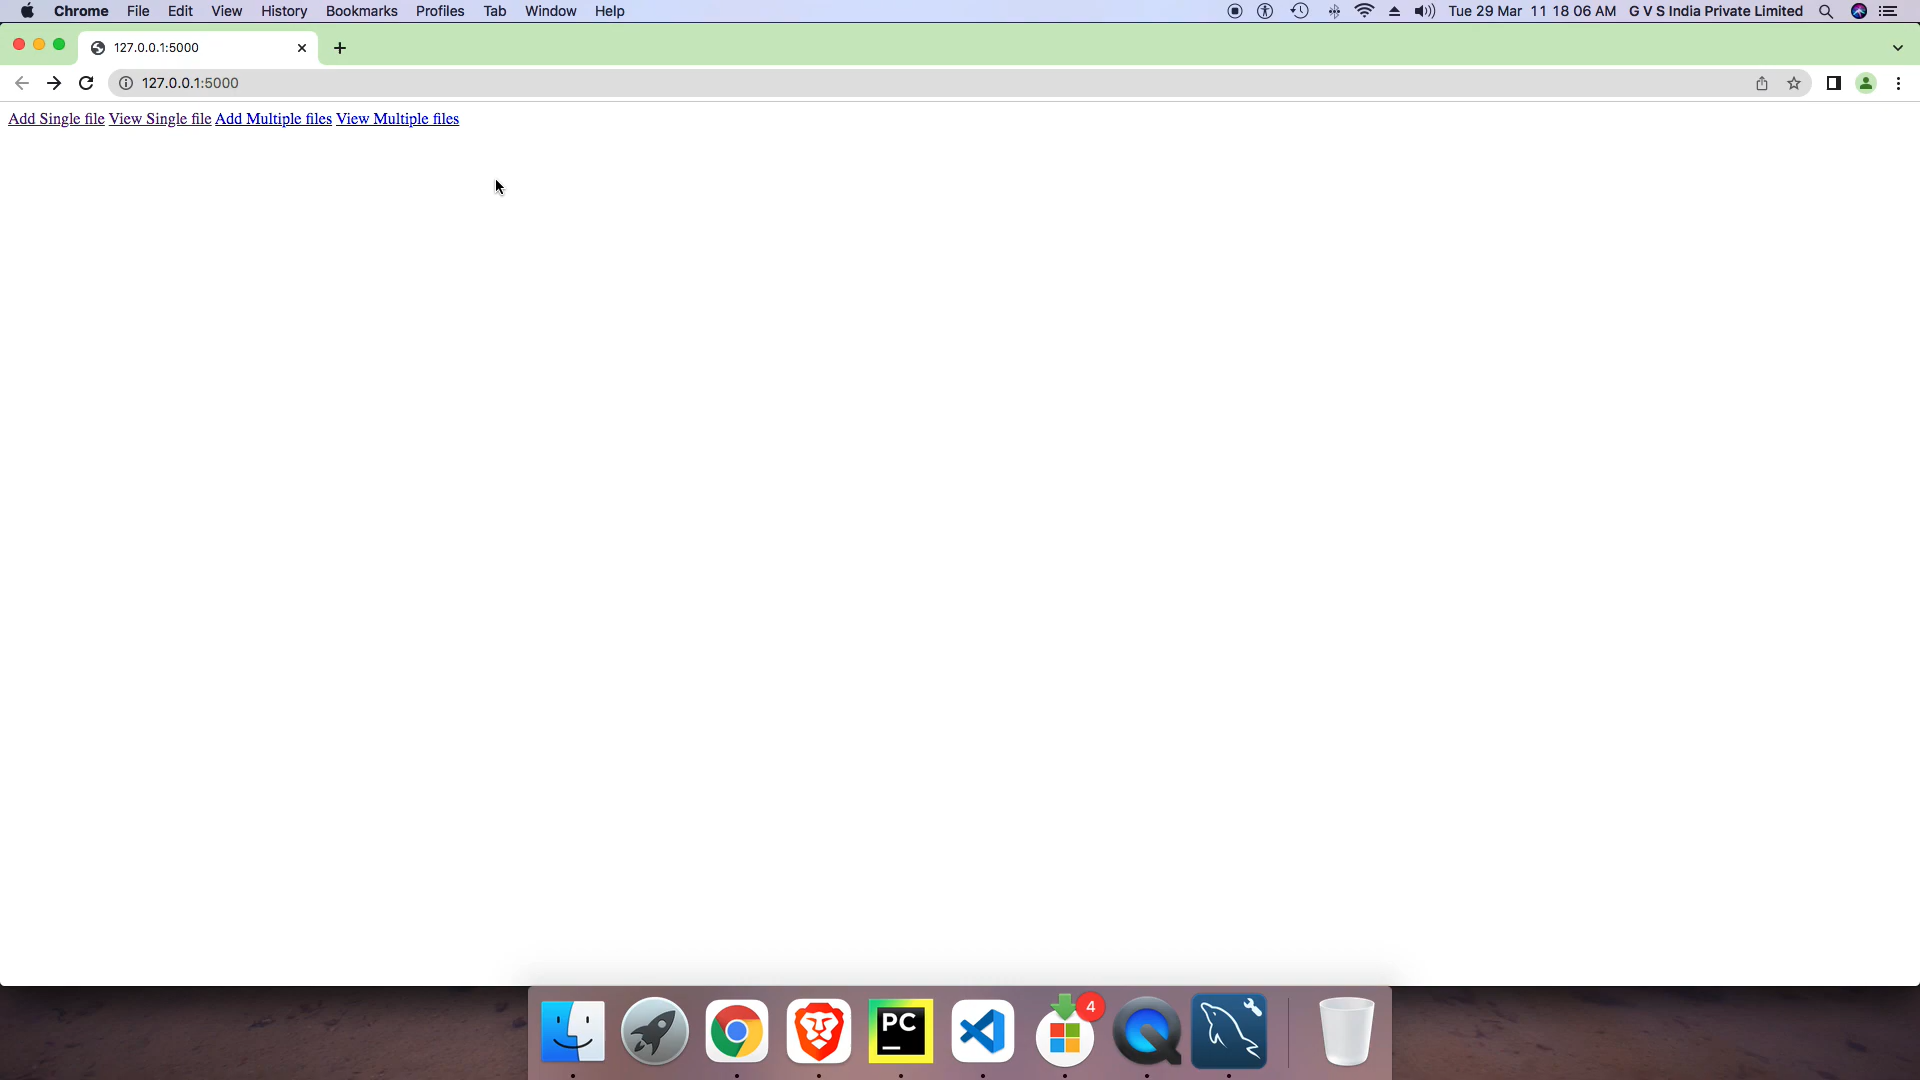 Chrome File Edit View History Bookmarks Profiles Tab Window Help Tue 29 Mar 11 18 06 AM G V S India Private Limited
127.0.0.1:5000
127.0.0.1:5000
Add Single file View Single file Add Multiple files View Multiple files
PC
4